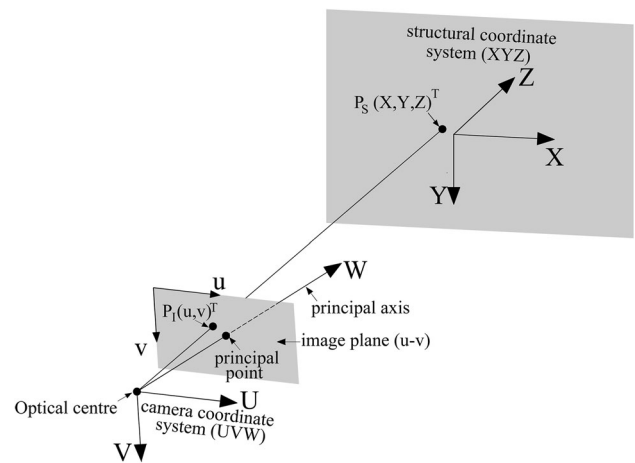 structural coordinate
system (XYZ)
Z
P_S (X,Y,Z)^T
X
Y
W
u
principal axis
P_I(u,v)^T
image plane (u-v)
v
principal
point
Optical centre
U
camera coordinate
system (UVW)
V